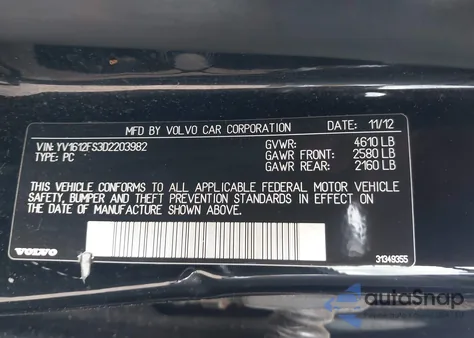 MFD BY VOLVO CAR CORPORATION DATE: 11/12
VIN: YV1612FS3D2203982 GVWR: 4610 LB
TYPE: PC GAWR FRONT: 2580 LB
GAWR REAR: 2160 LB
THIS VEHICLE CONFORMS TO ALL APPLICABLE FEDERAL MOTOR VEHICLE
SAFETY, BUMPER AND THEFT PREVENTION STANDARDS IN EFFECT ON
THE DATE OF MANUFACTURE SHOWN ABOVE.
VOLVO 31349355
autoSnap